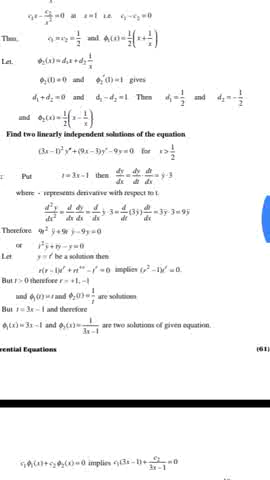 c₁x - c₂/x² = 0 at x = 1 i.e. c₁ - c₂ = 0
Thus, c₁ = c₂ = 1/2 and ϕ₁(x) = 1/2 (x + 1/x)
Let. ϕ₂(x) = d₁x + d₂ 1/x
ϕ₂(1) = 0 and ϕ₂'(1) = 1 gives
d₁ + d₂ = 0 and d₁ - d₂ = 1 Then d₁ = 1/2 and d₂ = - 1/2
and ϕ₂(x) = 1/2 (x - 1/x)
Find two linearly independent solutions of the equation
(3x - 1)² y'' + (9x - 3)y' - 9y = 0 for x > 1/2
: Put t = 3x - 1 then dy/dx = dy/dt · dt/dx = ẏ · 3
where · represents derivative with respect to t.
d²y/dx² = d/dx dy/dx = d/dx ẏ · 3 = d/dt (3ẏ) dt/dx = 3ÿ · 3 = 9ÿ
Therefore 9t² ÿ + 9t ẏ - 9y = 0
or t² ÿ + tẏ - y = 0
Let y = tʳ be a solution then
implies (r² - 1)tʳ = 0.
But t > 0 therefore r = +1, -1
and ϕ₁(t) = t and ϕ₂(t) = 1/t are solutions
But t = 3x - 1 and therefore
ϕ₁(x) = 3x - 1 and ϕ₂(x) = 1/(3x - 1) are two solutions of given equation.
rential Equations (61)
c₁ϕ₁(x) + c₂ϕ₂(x) = 0 implies c₁(3x - 1) + c₂/(3x - 1) = 0